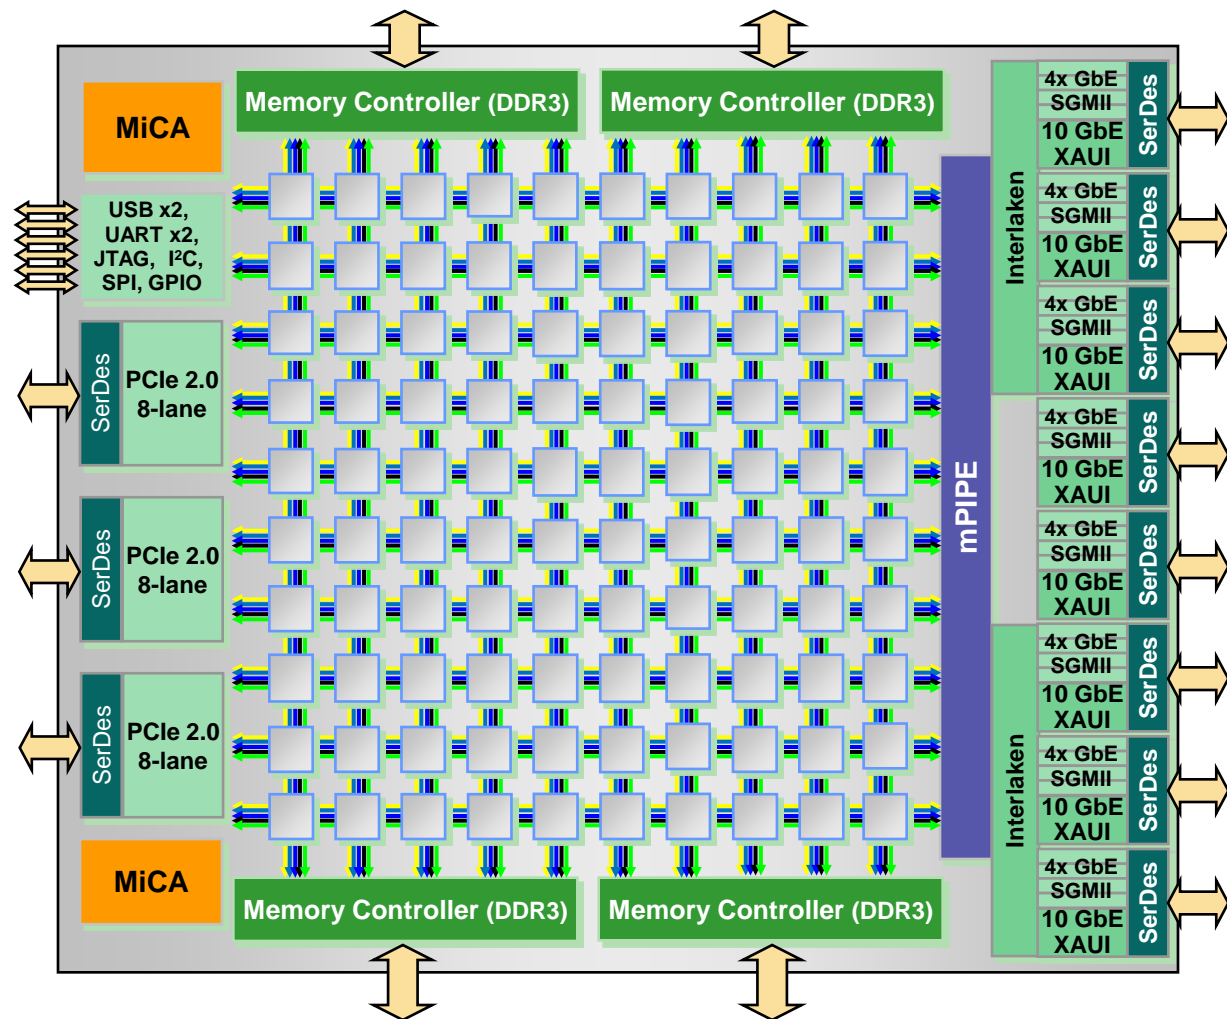 Memory Controller (DDR3)
Memory Controller (DDR3)
MiCA
USB x2,
UART x2,
JTAG, I²C,
SPI, GPIO
SerDes
PCIe 2.0
8-lane
SerDes
PCIe 2.0
8-lane
SerDes
PCIe 2.0
8-lane
MiCA
Memory Controller (DDR3)
Memory Controller (DDR3)
mPIPE
Interlaken
Interlaken
4x GbE
SGMII
10 GbE
XAUI
SerDes
4x GbE
SGMII
10 GbE
XAUI
SerDes
4x GbE
SGMII
10 GbE
XAUI
SerDes
4x GbE
SGMII
10 GbE
XAUI
SerDes
4x GbE
SGMII
10 GbE
XAUI
SerDes
4x GbE
SGMII
10 GbE
XAUI
SerDes
4x GbE
SGMII
10 GbE
XAUI
SerDes
4x GbE
SGMII
10 GbE
XAUI
SerDes